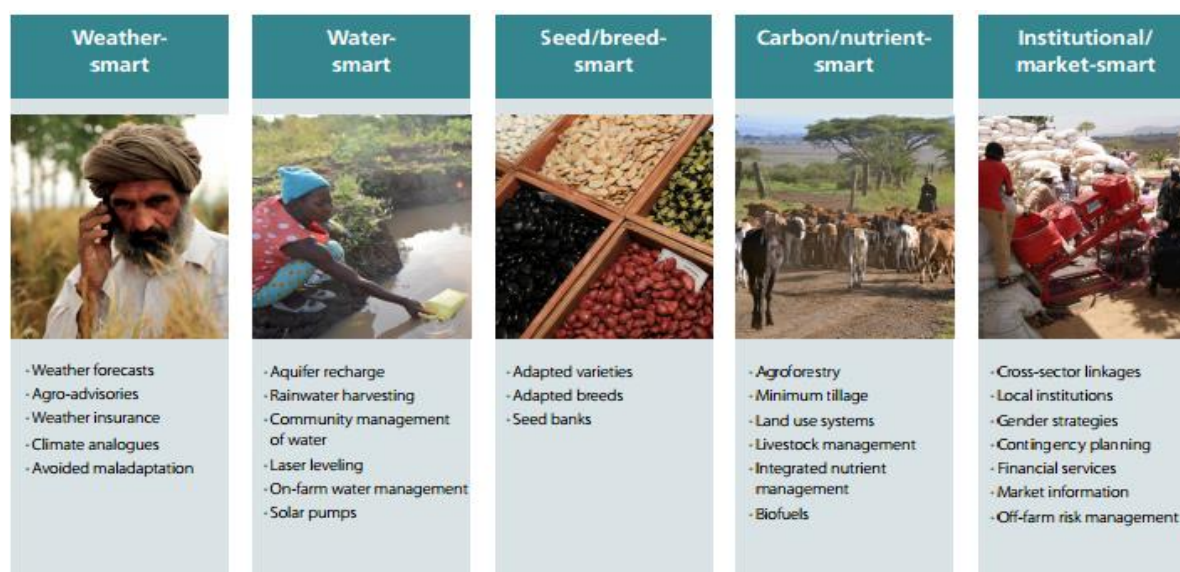 Weather-
smart
Water-
smart
Seed/breed-
smart
Carbon/nutrient-
smart
Institutional/
market-smart
- Weather forecasts
- Agro-advisories
- Weather insurance
- Climate analogues
- Avoided maladaptation
- Aquifer recharge
- Rainwater harvesting
- Community management
of water
- Laser leveling
- On-farm water management
- Solar pumps
- Adapted varieties
- Adapted breeds
- Seed banks
- Agroforestry
- Minimum tillage
- Land use systems
- Livestock management
- Integrated nutrient
management
- Biofuels
- Cross-sector linkages
- Local institutions
- Gender strategies
- Contingency planning
- Financial services
- Market information
- Off-farm risk management